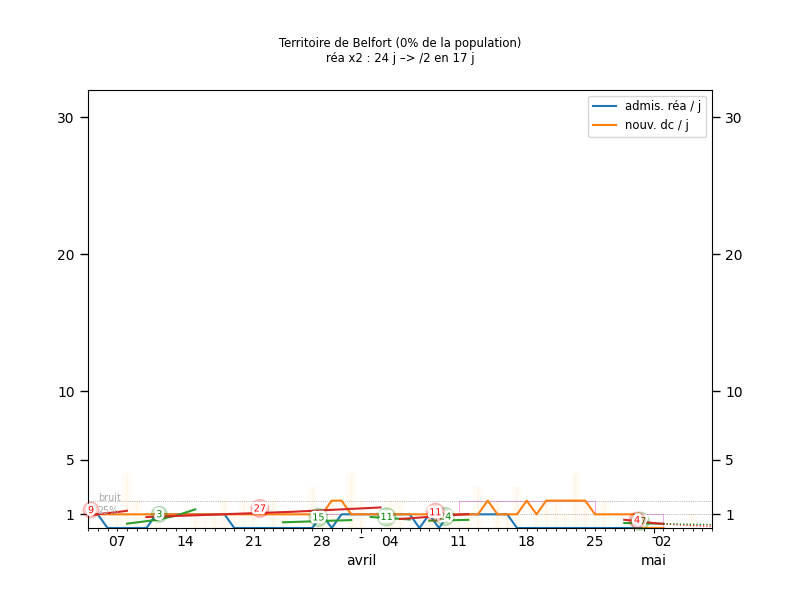 Territoire de Belfort (0% de la population)
réa x2 : 24 j –> /2 en 17 j
admis. réa / j
nouv. dc / j
30 30
20 20
10 10
5 5
bruit
25%
1 1
9 3 27 15 11 11 4
07 14 21 28 - 04 11 18 25 02
avril mai